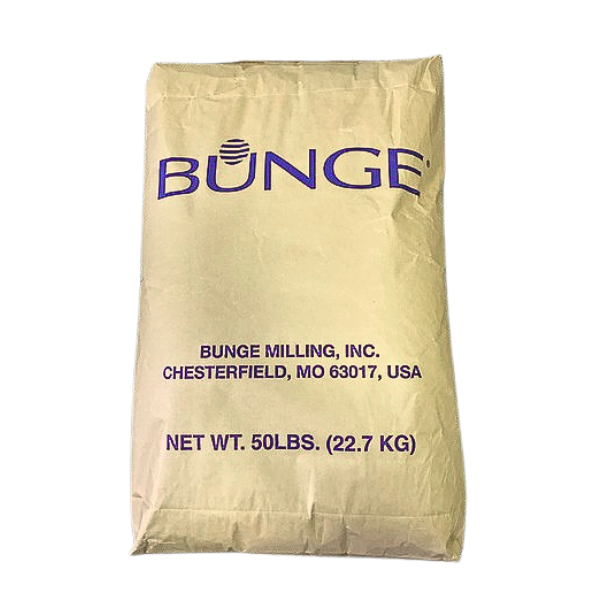 BUNGE
BUNGE MILLING, INC.
CHESTERFIELD, MO 63017, USA
NET WT. 50LBS. (22.7 KG)